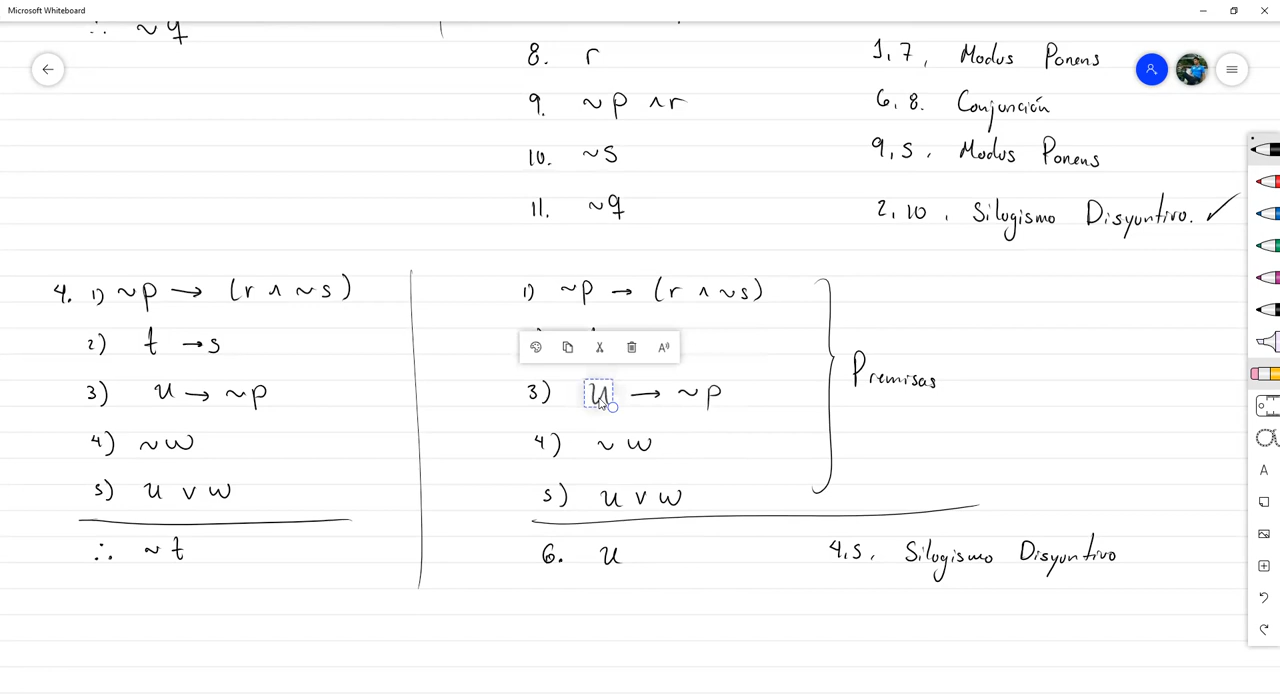 Microsoft Whiteboard
∴ ~q
8. r 1,7, Modus Ponens
9. ~p ∧ r 6,8. Conjunción
10. ~s 9,5, Modus Ponens
11. ~q 2,10, Silogismo Disyuntivo. ✓
4. 1) ~p → (r ∧ ~s)
2) t → s
3) u → ~p
4) ~w
5) u ∨ w
∴ ~t
1) ~p → (r ∧ ~s)
3) u → ~p
4) ~w
5) u ∨ w
Premisas
6. u 4,5. Silogismo Disyuntivo